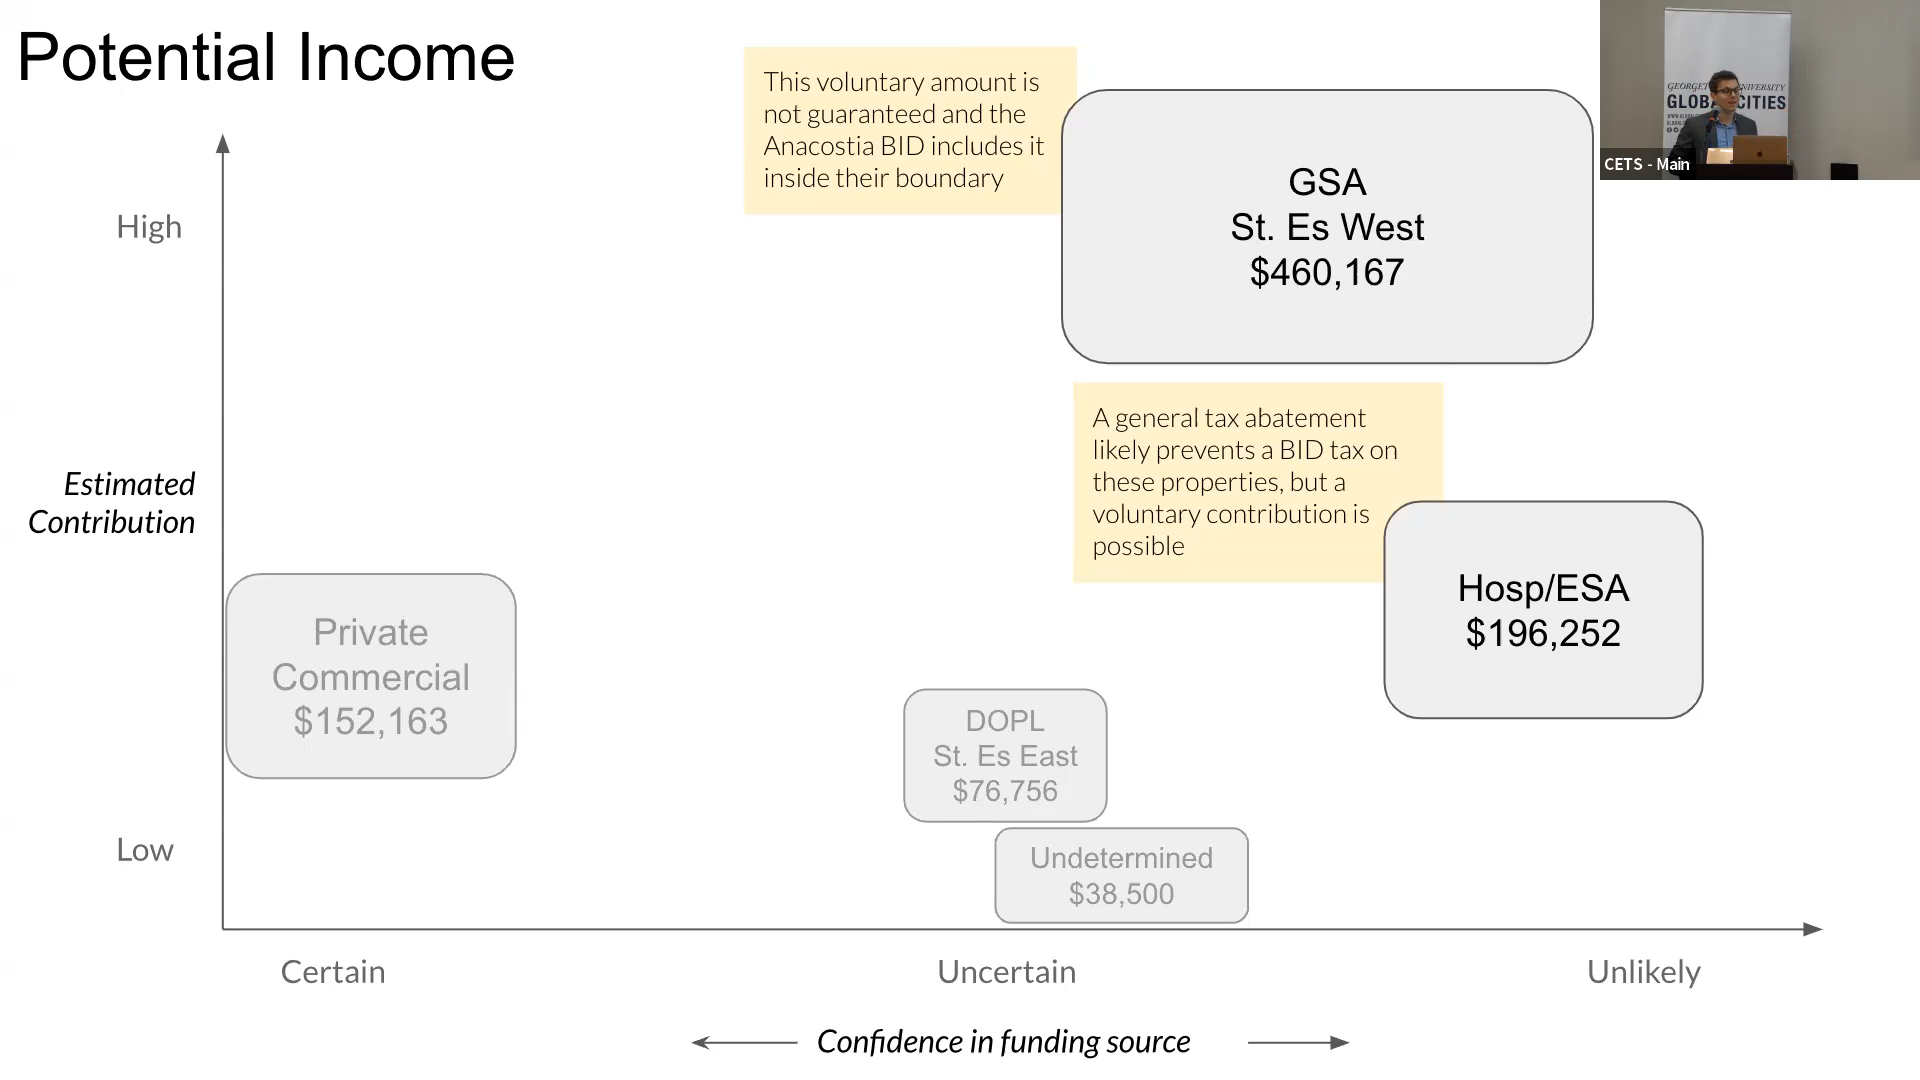 Potential Income
This voluntary amount is
not guaranteed and the
Anacostia BID includes it
inside their boundary
GSA
St. Es West
$460,167
GLOBAL CITIES
CETS - Main
High
A general tax abatement
likely prevents a BID tax on
these properties, but a
voluntary contribution is
possible
Estimated
Contribution
Hosp/ESA
$196,252
Private
Commercial
$152,163
DOPL
St. Es East
$76,756
Low
Undetermined
$38,500
Certain
Uncertain
Unlikely
Confidence in funding source